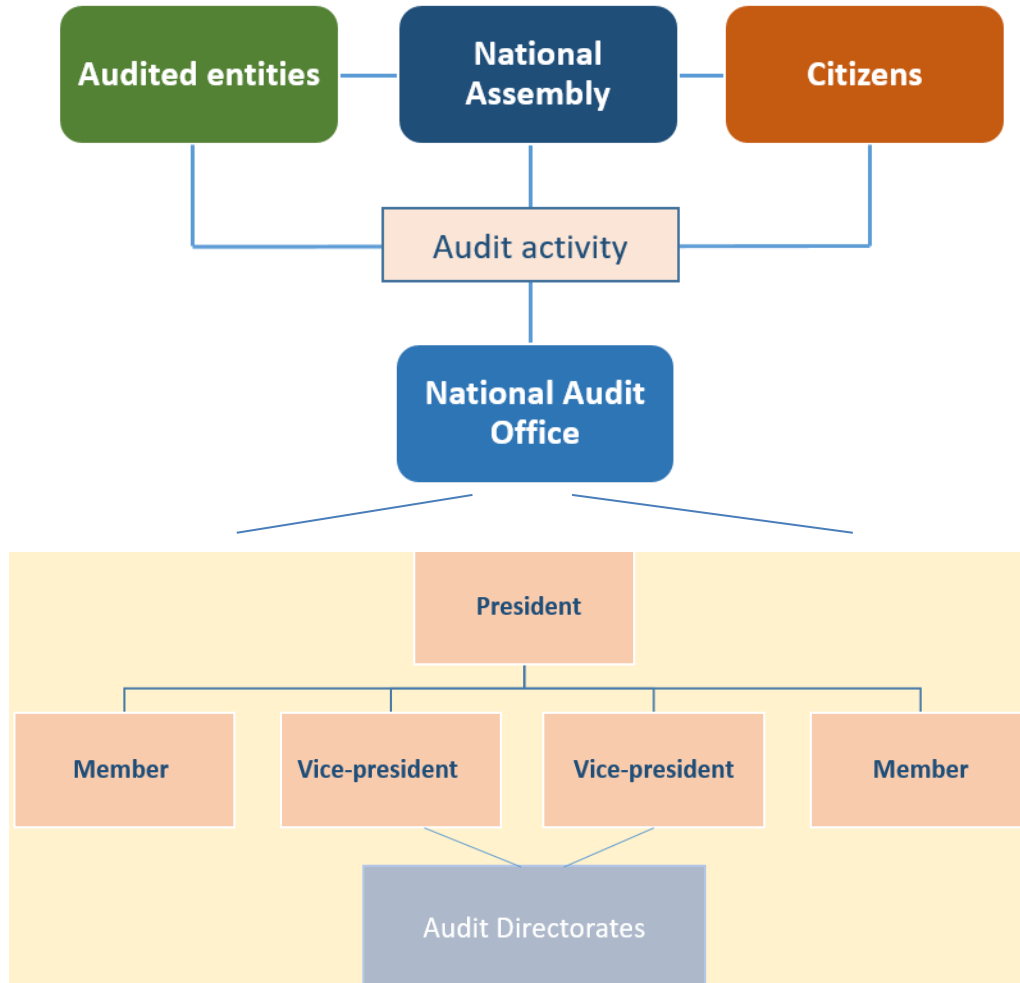 Audited entities
National
Assembly
Citizens
Audit activity
National Audit
Office
President
Member
Vice-president
Vice-president
Member
Audit Directorates